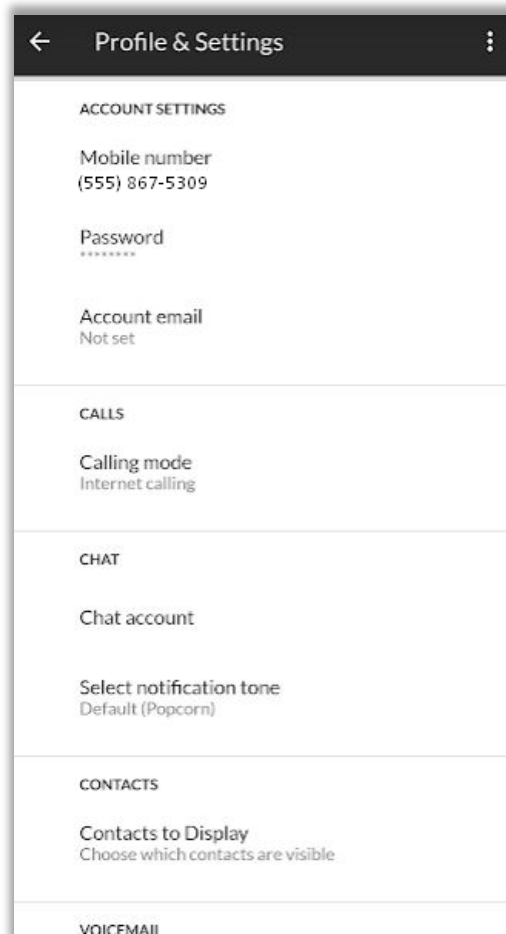 Profile & Settings
ACCOUNT SETTINGS
Mobile number
(555) 867-5309
Password
********
Account email
Not set
CALLS
Calling mode
Internet calling
CHAT
Chat account
Select notification tone
Default (Popcorn)
CONTACTS
Contacts to Display
Choose which contacts are visible
VOICEMAIL